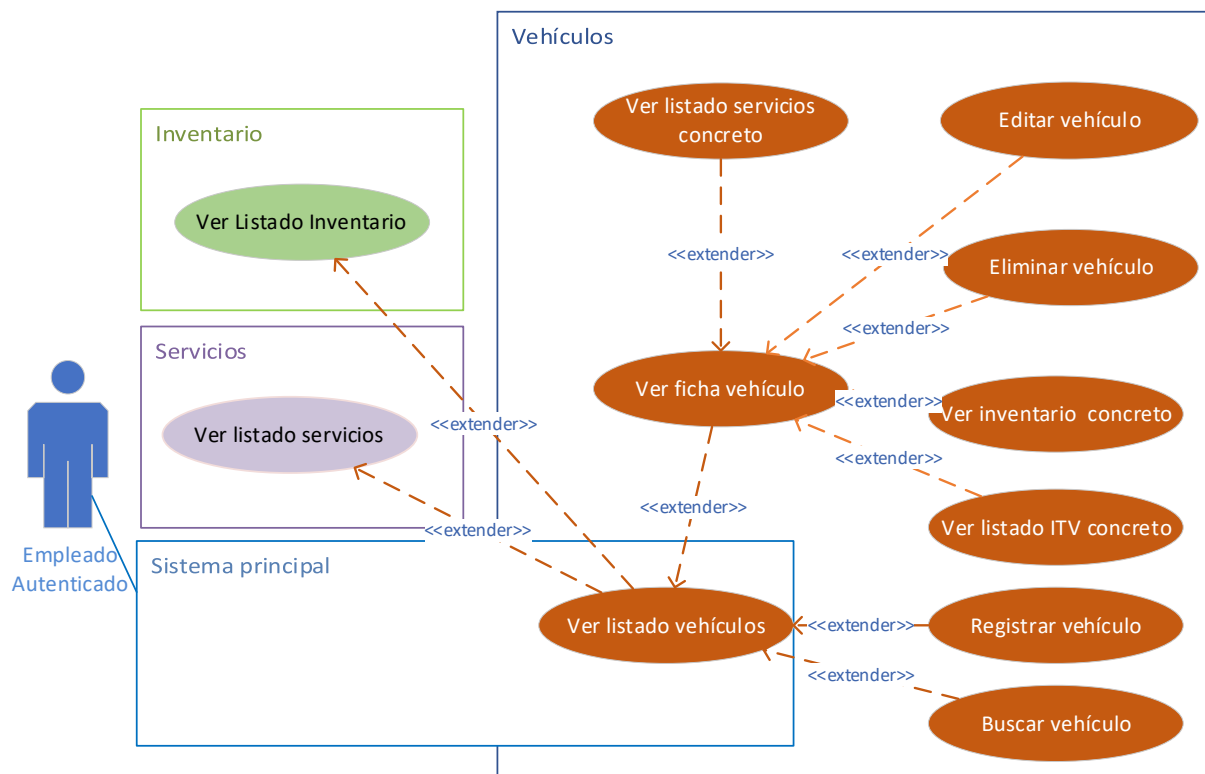 Vehículos
Ver listado servicios
concreto
Editar vehículo
Inventario
Ver Listado Inventario
<<extender>>
<<extender>>
Eliminar vehículo
<<extender>>
Servicios
Ver ficha vehículo
<<extender>>
Ver inventario concreto
Ver listado servicios
<<extender>>
<<extender>>
<<extender>>
<<extender>>
Ver listado ITV concreto
Empleado
Autenticado
Sistema principal
Ver listado vehículos
<<extender>>
Registrar vehículo
<<extender>>
Buscar vehículo